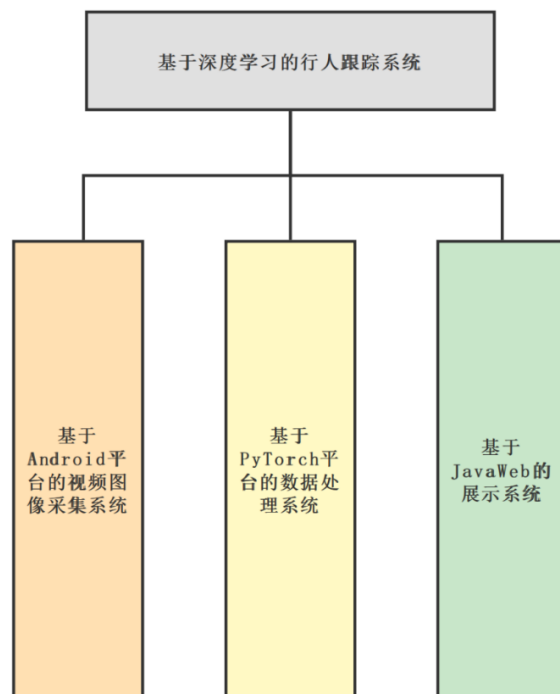 基于深度学习的行人跟踪系统
基于
Android平
台的视频图
像采集系统
基于
PyTorch平
台的数据处
理系统
基于
JavaWeb的
展示系统